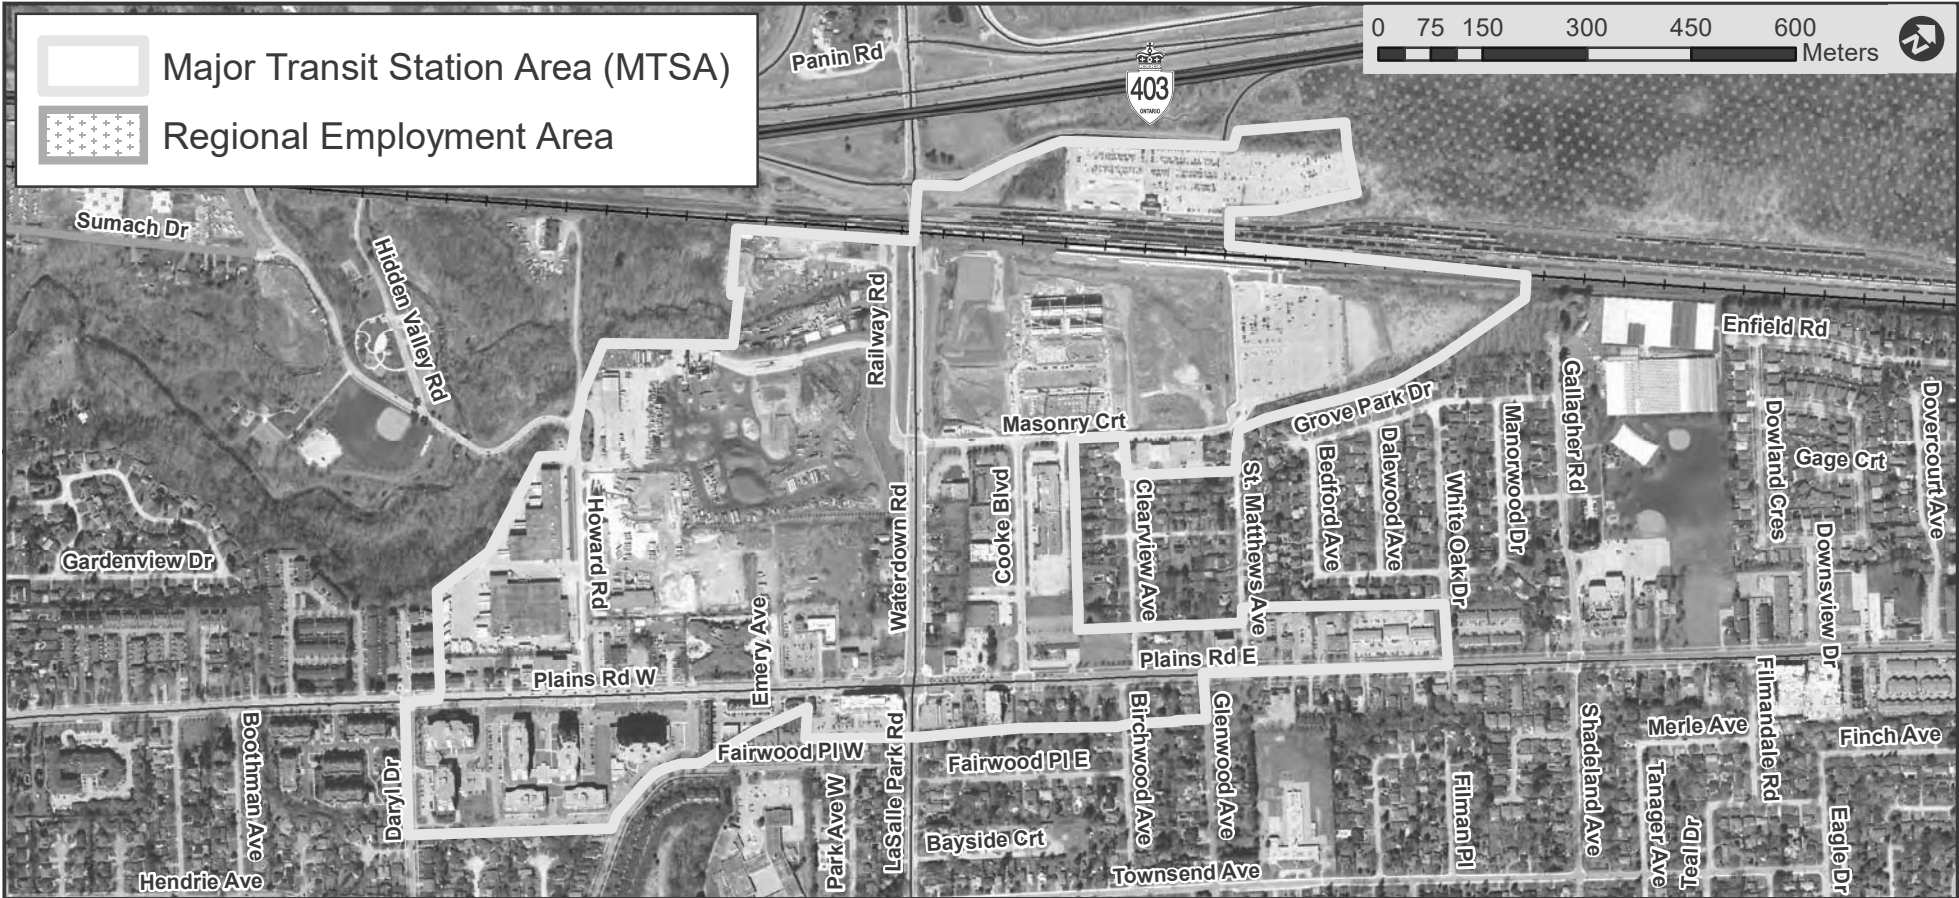 Major Transit Station Area (MTSA)
Regional Employment Area
0 75 150 300 450 600
Meters
N
Panin Rd
403
ONTARIO
Sumach Dr
Hidden Valley Rd
Railway Rd
Enfield Rd
Masonry Crt
Grove Park Dr
Gallagher Rd
Manorwood Dr
Dalewood Ave
Bedford Ave
White Oak Dr
Dowland Cres
Gage Crt
Dovercourt Ave
Downsview Dr
Gardenview Dr
Howard Rd
Waterdown Rd
Cooke Blvd
Clearview Ave
St. Matthews Ave
Emery Ave
Plains Rd W
Plains Rd E
Boothman Ave
Daryl Dr
Fairwood Pl W
Park Ave W
LaSalle Park Rd
Fairwood Pl E
Birchwood Ave
Glenwood Ave
Bayside Crt
Townsend Ave
Filman Pl
Shadeland Ave
Merle Ave
Tanager Ave
Filmandale Rd
Teal Dr
Finch Ave
Eagle Dr
Hendrie Ave